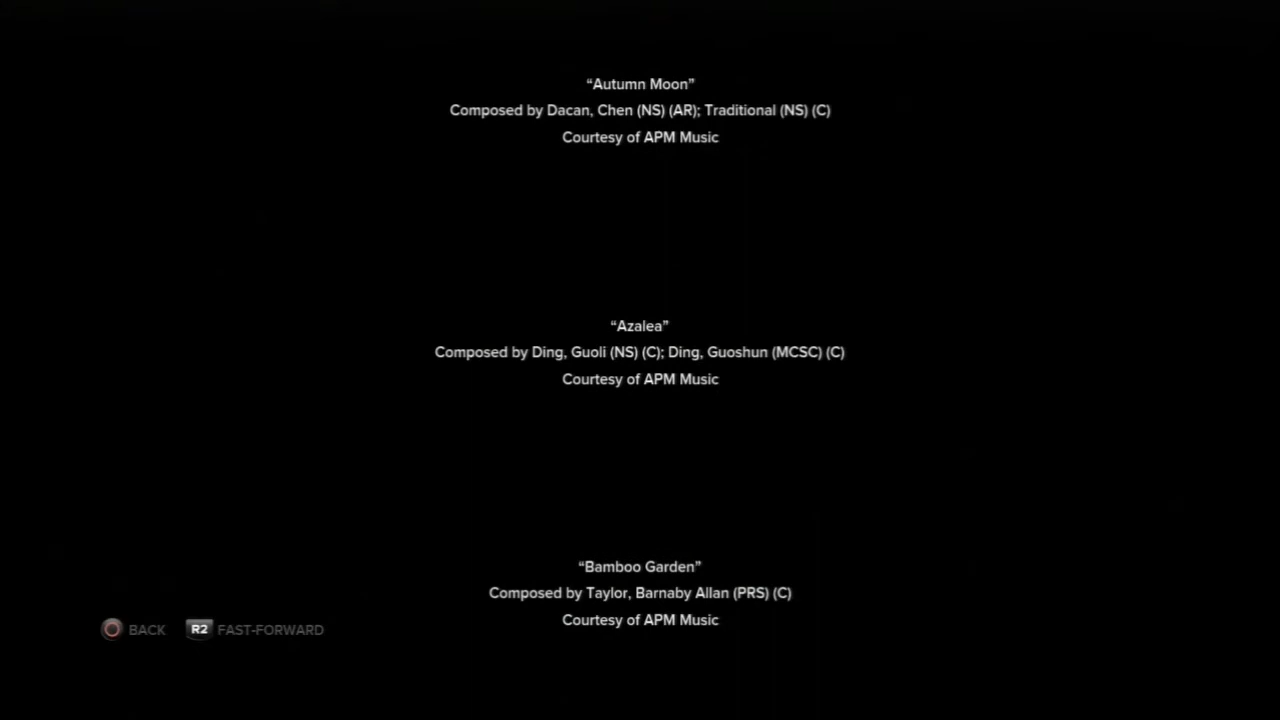 “Autumn Moon”
Composed by Dacan, Chen (NS) (AR); Traditional (NS) (C)
Courtesy of APM Music
“Azalea”
Composed by Ding, Guoli (NS) (C); Ding, Guoshun (MCSC) (C)
Courtesy of APM Music
“Bamboo Garden”
Composed by Taylor, Barnaby Allan (PRS) (C)
Courtesy of APM Music
BACK R2 FAST-FORWARD